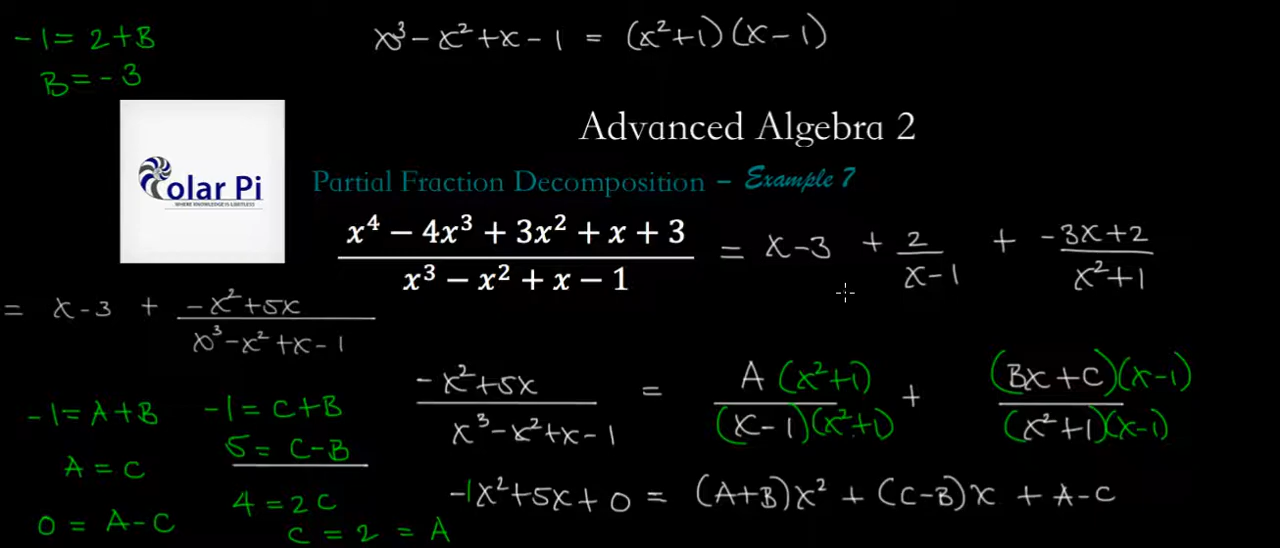 -1 = 2+B
B = -3
x³ - x² + x - 1 = (x²+1)(x-1)
Advanced Algebra 2
Partial Fraction Decomposition – Example 7
olar Pi
WHERE KNOWLEDGE IS LIMITLESS
(x⁴ − 4x³ + 3x² + x + 3)/(x³ − x² + x − 1) = x-3 + 2/(x-1) + (-3x+2)/(x²+1)
= x-3 + (-x²+5x)/(x³-x²+x-1)
(-x²+5x)/(x³-x²+x-1) = A(x²+1)/((x-1)(x²+1)) + (Bx+C)(x-1)/((x²+1)(x-1))
-1x²+5x+0 = (A+B)x² + (C-B)x + A-C
-1 = A+B
A = C
0 = A-C
-1 = C+B
5 = C-B
4 = 2C
C = 2 = A